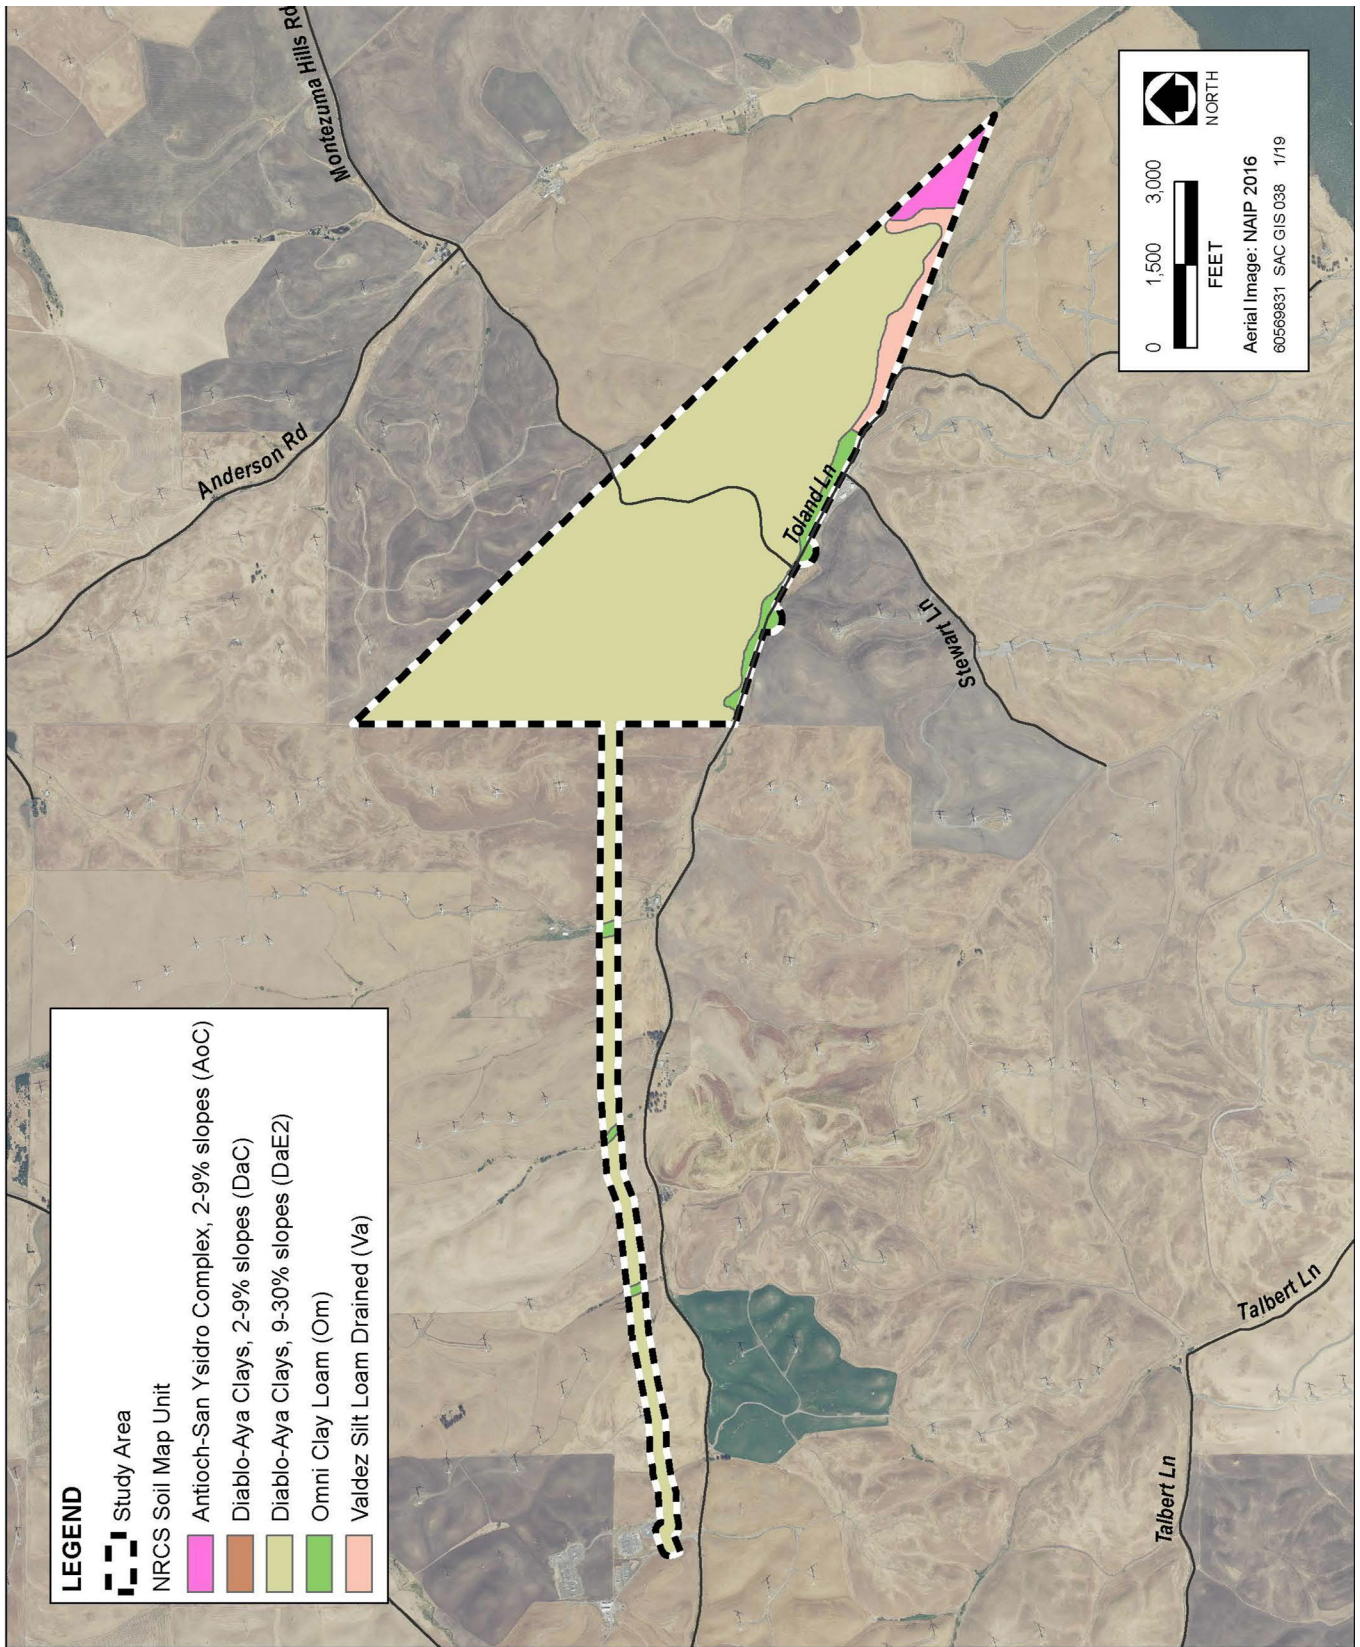 LEGEND
Study Area
NRCS Soil Map Unit
Antioch-San Ysidro Complex, 2-9% slopes (AoC)
Diablo-Aya Clays, 2-9% slopes (DaC)
Diablo-Aya Clays, 9-30% slopes (DaE2)
Omni Clay Loam (Om)
Valdez Silt Loam Drained (Va)
Montezuma Hills Rd
Anderson Rd
Toland Ln
Stewart Ln
Talbert Ln
Talbert Ln
0 1,500 3,000
FEET
NORTH
Aerial Image: NAIP 2016
60569831 SAC GIS 038 1/19